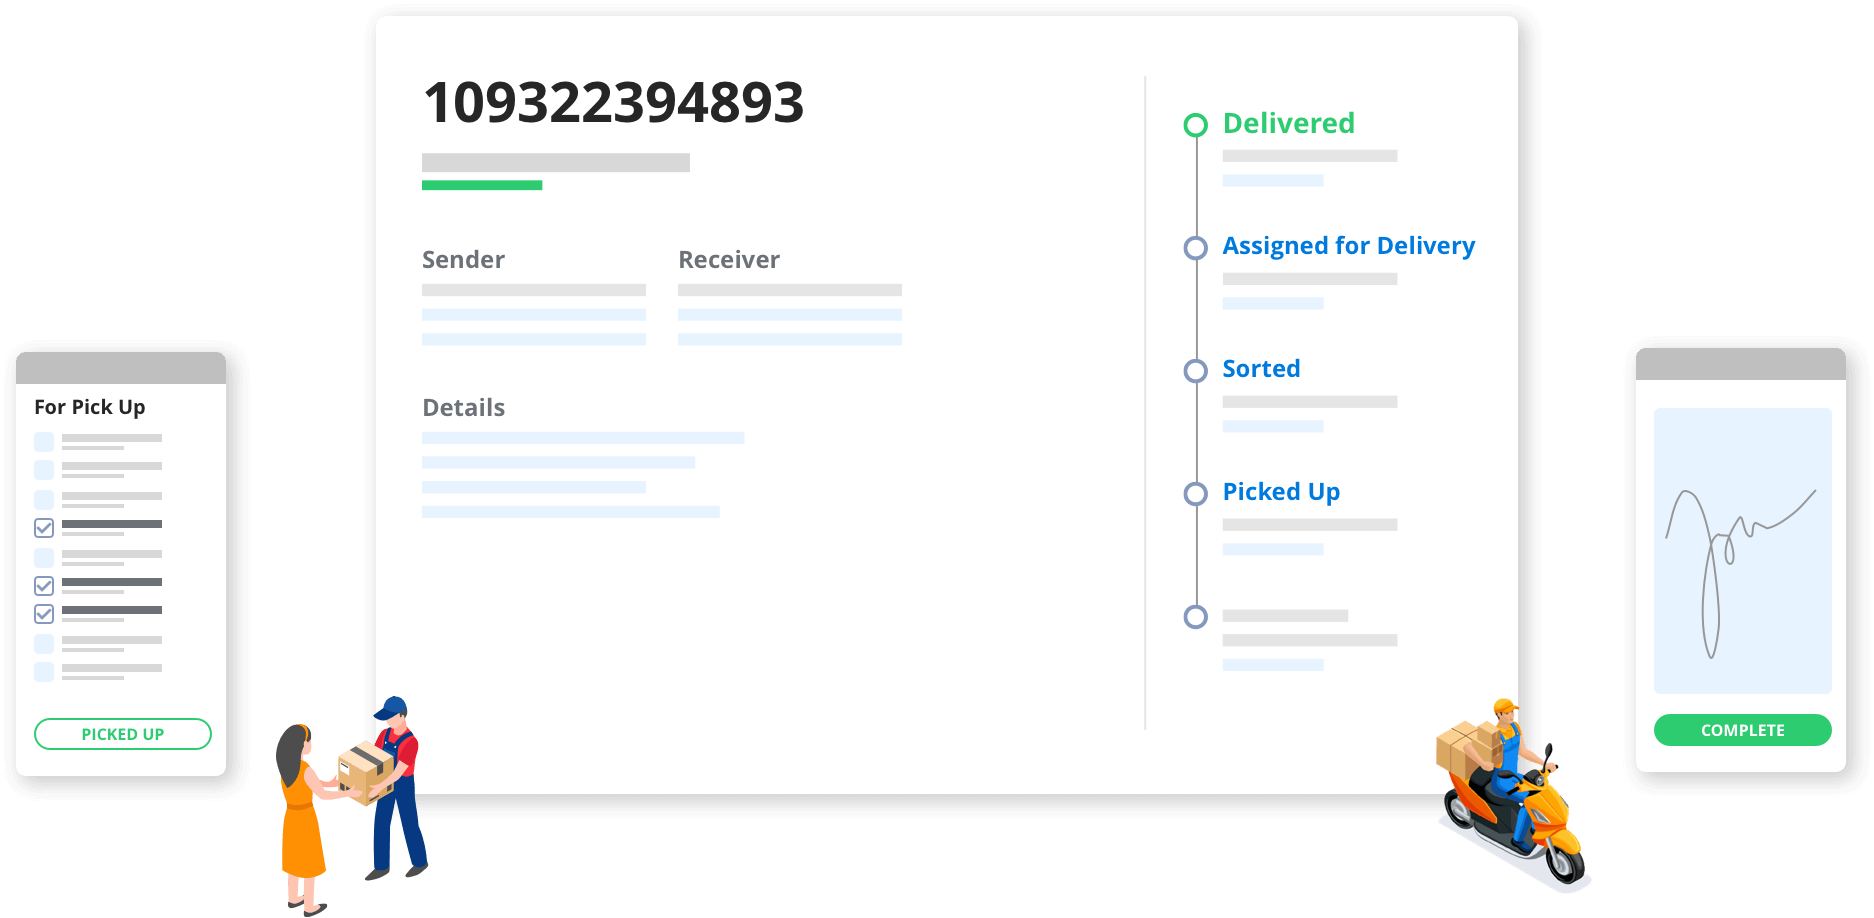 For Pick Up
PICKED UP
109322394893
Sender
Receiver
Details
Delivered
Assigned for Delivery
Sorted
Picked Up
COMPLETE